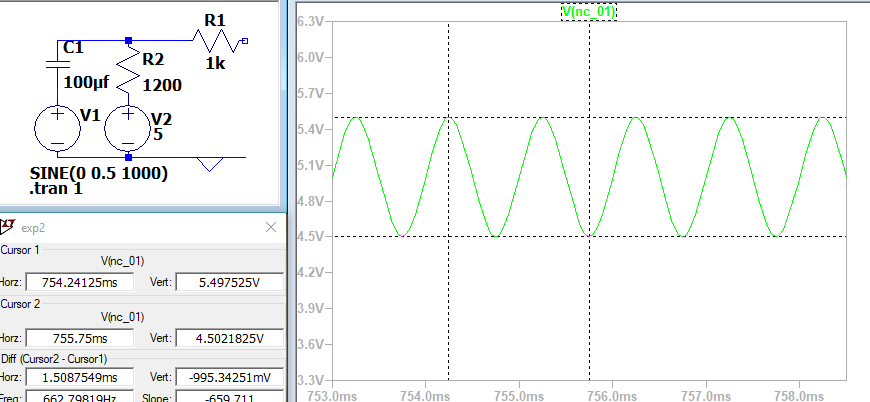 V(nc_01)
R1
1k
C1
100µf
R2
1200
V1
V2
5
SINE(0 0.5 1000)
.tran 1
6.3V
6.0V
5.7V
5.4V
5.1V
4.8V
4.5V
4.2V
3.9V
3.6V
3.3V
753.0ms 754.0ms 755.0ms 756.0ms 757.0ms 758.0ms
exp2
Cursor 1
V(nc_01)
Horz: 754.24125ms Vert: 5.497525V
Cursor 2
V(nc_01)
Horz: 755.75ms Vert: 4.5021825V
Diff (Cursor2 - Cursor1)
Horz: 1.5087549ms Vert: -995.34251mV
Freq: 662.79819Hz Slope: -659.711